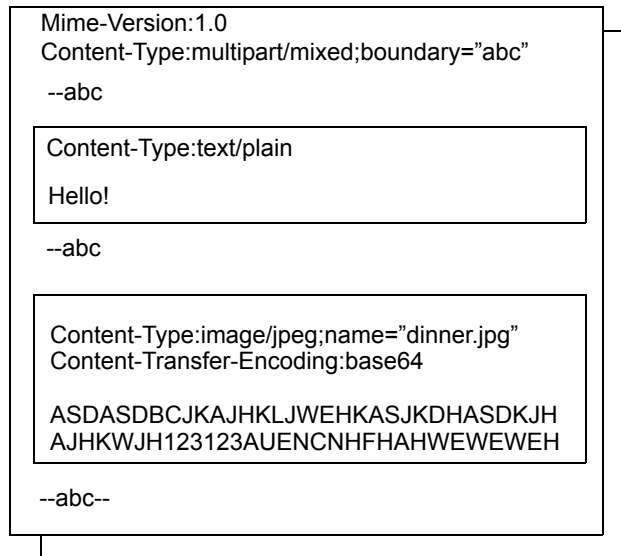 Mime-Version:1.0
Content-Type:multipart/mixed;boundary=”abc”
--abc
Content-Type:text/plain
Hello!
--abc
Content-Type:image/jpeg;name=”dinner.jpg”
Content-Transfer-Encoding:base64
ASDASDBCJKAJHKLJWEHKASJKDHASDKJH
AJHKWJH123123AUENCNHFHAHWEWEWEH
--abc--